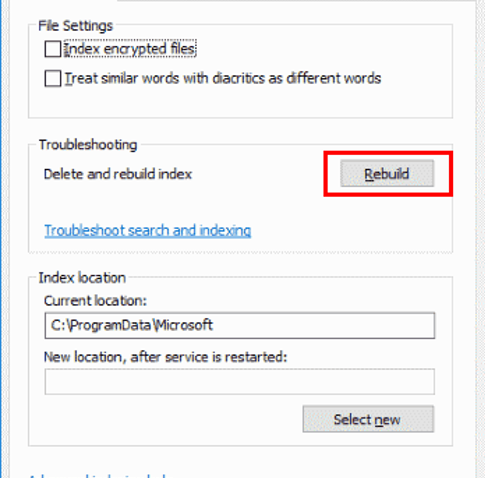 File Settings
Index encrypted files
Treat similar words with diacritics as different words
Troubleshooting
Delete and rebuild index
Rebuild
Troubleshoot search and indexing
Index location
Current location:
C:\ProgramData\Microsoft
New location, after service is restarted:
Select new